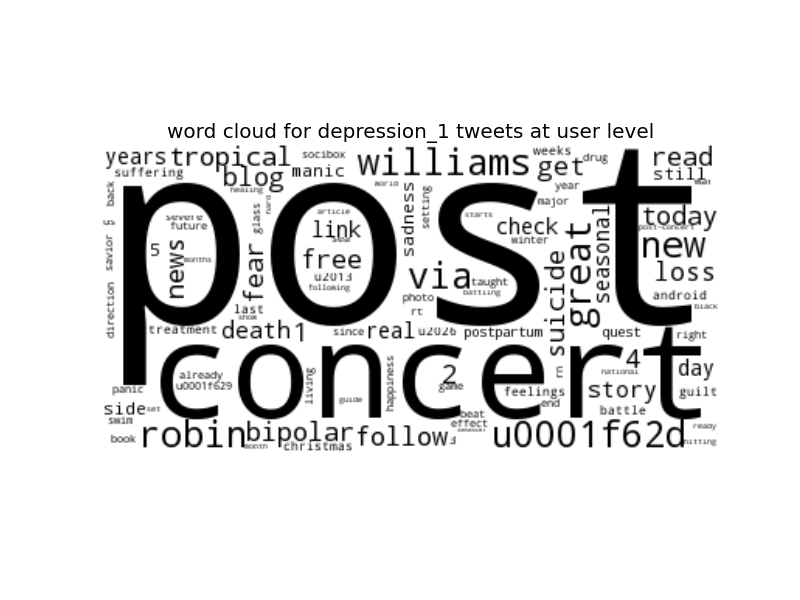 word cloud for depression_1 tweets at user level
years tropical socibox williams weeks drug read
suffering blog manic world get year still
back healing hard major
post
severe future article starts today
5 glass link sadness setting check winter post-concert
savior news months free fear via taught seasonal great new
u2013 following battling suicide loss
direction last show photo rt android black
treatment death 1 since real u2026 postpartum quest right
concert
already u0001f629 living happiness 2 game rn national 4 day
panic guide feelings story guilt
side set beat end battle
swim effect
book robin bipolar follow 3 u0001f62d ready
month christmas hitting